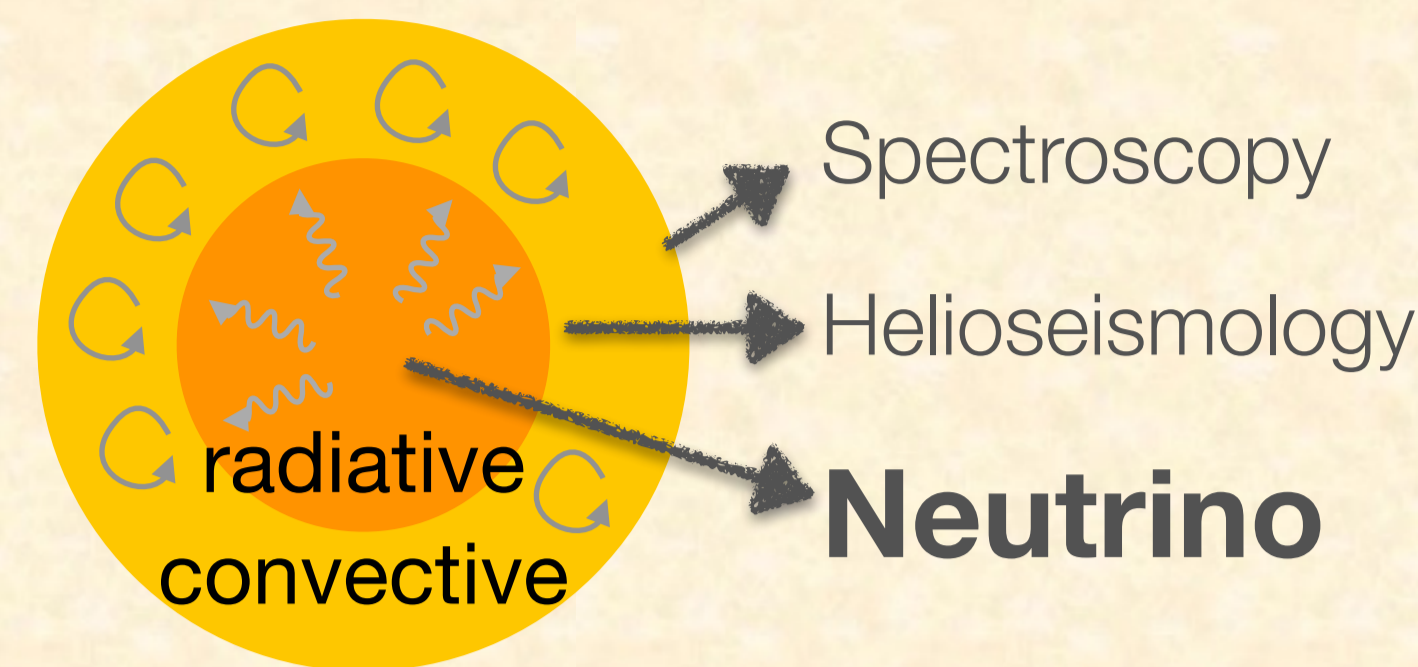 Spectroscopy
Helioseismology
radiative
Neutrino
convective